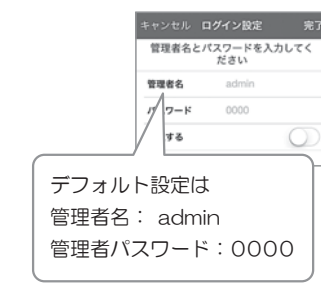 キャンセル ログイン設定 完了
管理者名とパスワードを入力してく
ださい
管理者名 admin
パスワード 0000
する
デフォルト設定は
管理者名： admin
管理者パスワード：0000